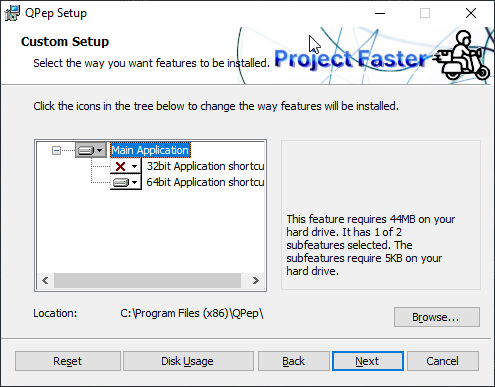 QPep Setup
Custom Setup
Select the way you want features to be installed.
Project Faster
Click the icons in the tree below to change the way features will be installed.
Main Application
32bit Application shortcu
64bit Application shortcu
This feature requires 44MB on your
hard drive. It has 1 of 2
subfeatures selected. The
subfeatures require 5KB on your
hard drive.
Location: C:\Program Files (x86)\QPep\
Browse...
Reset Disk Usage Back Next Cancel